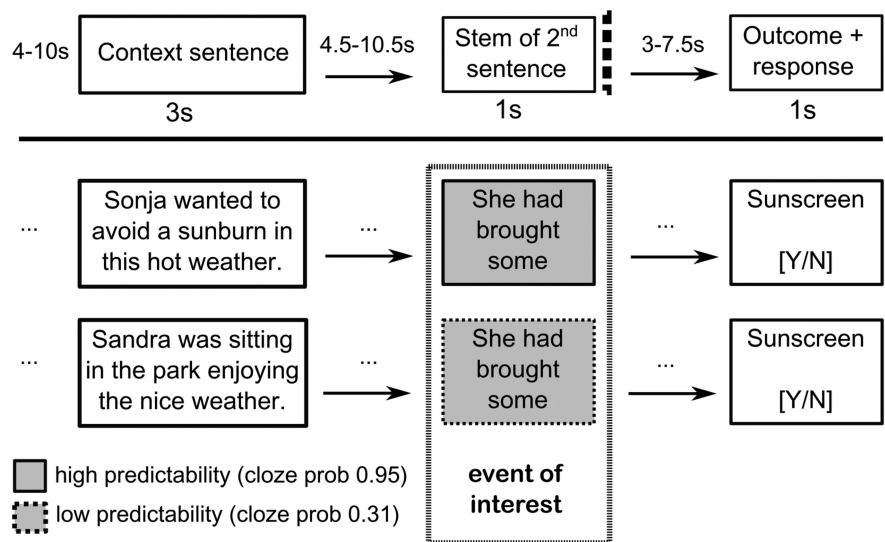 4-10s
Context sentence
3s
4.5-10.5s
Stem of 2nd
sentence
1s
3-7.5s
Outcome +
response
1s
...
Sonja wanted to
avoid a sunburn in
this hot weather.
...
She had
brought
some
...
Sunscreen
[Y/N]
...
Sandra was sitting
in the park enjoying
the nice weather.
...
She had
brought
some
...
Sunscreen
[Y/N]
high predictability (cloze prob 0.95)
low predictability (cloze prob 0.31)
event of
interest